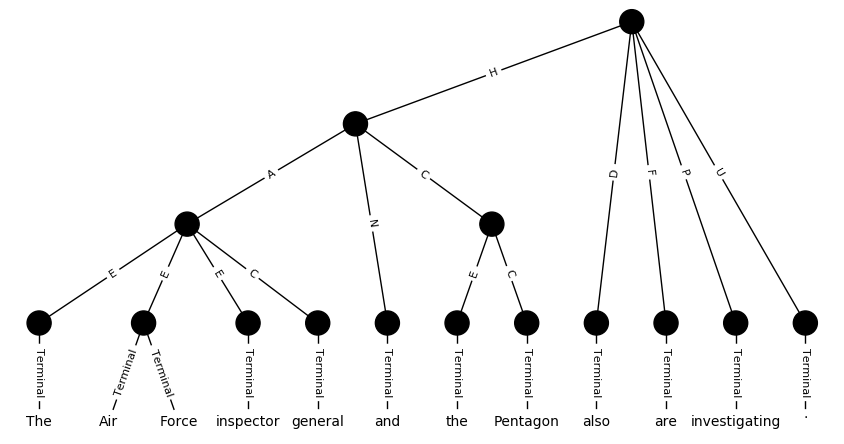 H
A N C D F P U
E E E C E C
Terminal Terminal Terminal Terminal Terminal Terminal Terminal Terminal Terminal Terminal Terminal Terminal
The Air Force inspector general and the Pentagon also are investigating .